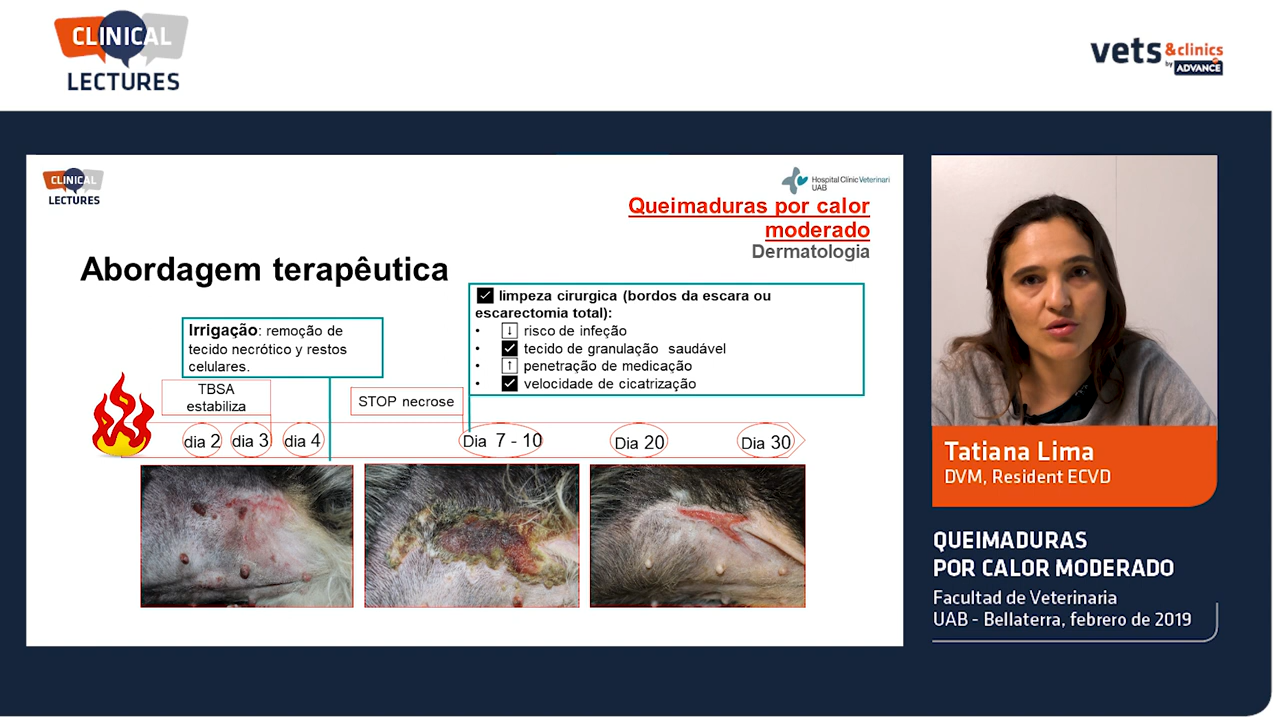 CLINICAL
LECTURES
vets &clinics
by ADVANCE
CLINICAL
LECTURES
Hospital Clínic Veterinari
UAB
Queimaduras por calor
moderado
Dermatologia
Abordagem terapêutica
limpeza cirurgica (bordos da escara ou
escarectomia total):
• ↓ risco de infeção
• tecido de granulação saudável
• ↑ penetração de medicação
• velocidade de cicatrização
Irrigação: remoção de
tecido necrótico y restos
celulares.
TBSA
estabiliza
STOP necrose
dia 2
dia 3
dia 4
Dia 7 - 10
Dia 20
Dia 30
Tatiana Lima
DVM, Resident ECVD
QUEIMADURAS
POR CALOR MODERADO
Facultad de Veterinaria
UAB - Bellaterra, febrero de 2019